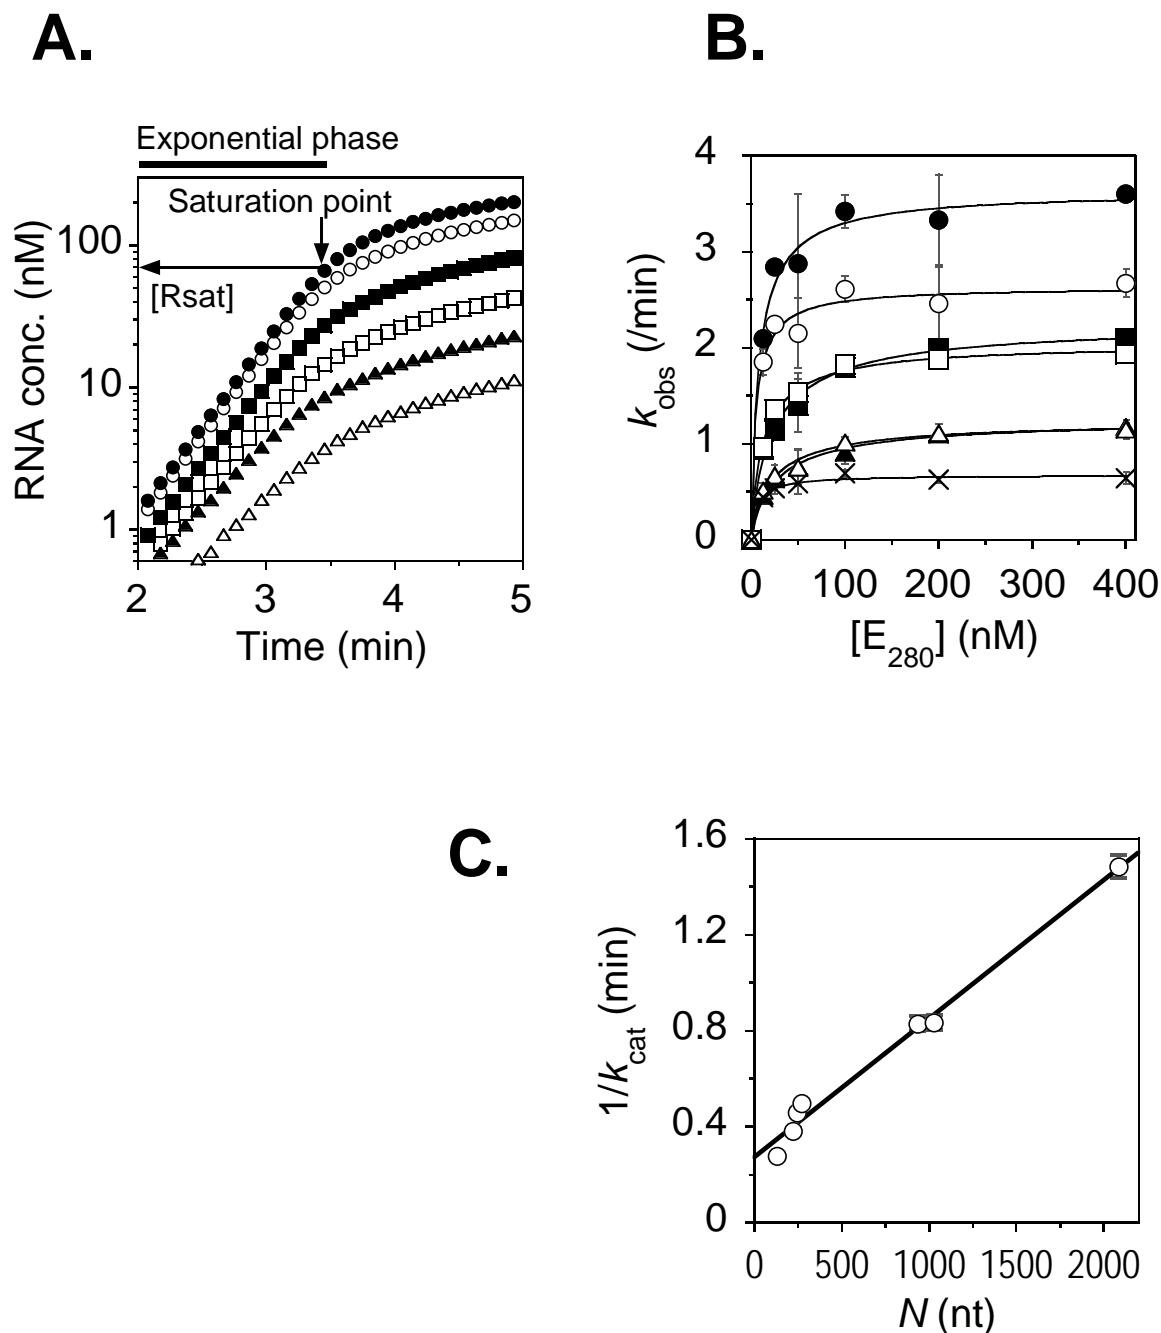 A.
Exponential phase
Saturation point
[Rsat]
100
10
1
RNA conc. (nM)
2 3 4 5
Time (min)
B.
4
3
2
1
0
kobs (/min)
0 100 200 300 400
[E280] (nM)
C.
1.6
1.2
0.8
0.4
0
1/kcat (min)
0 500 1000 1500 2000
N (nt)